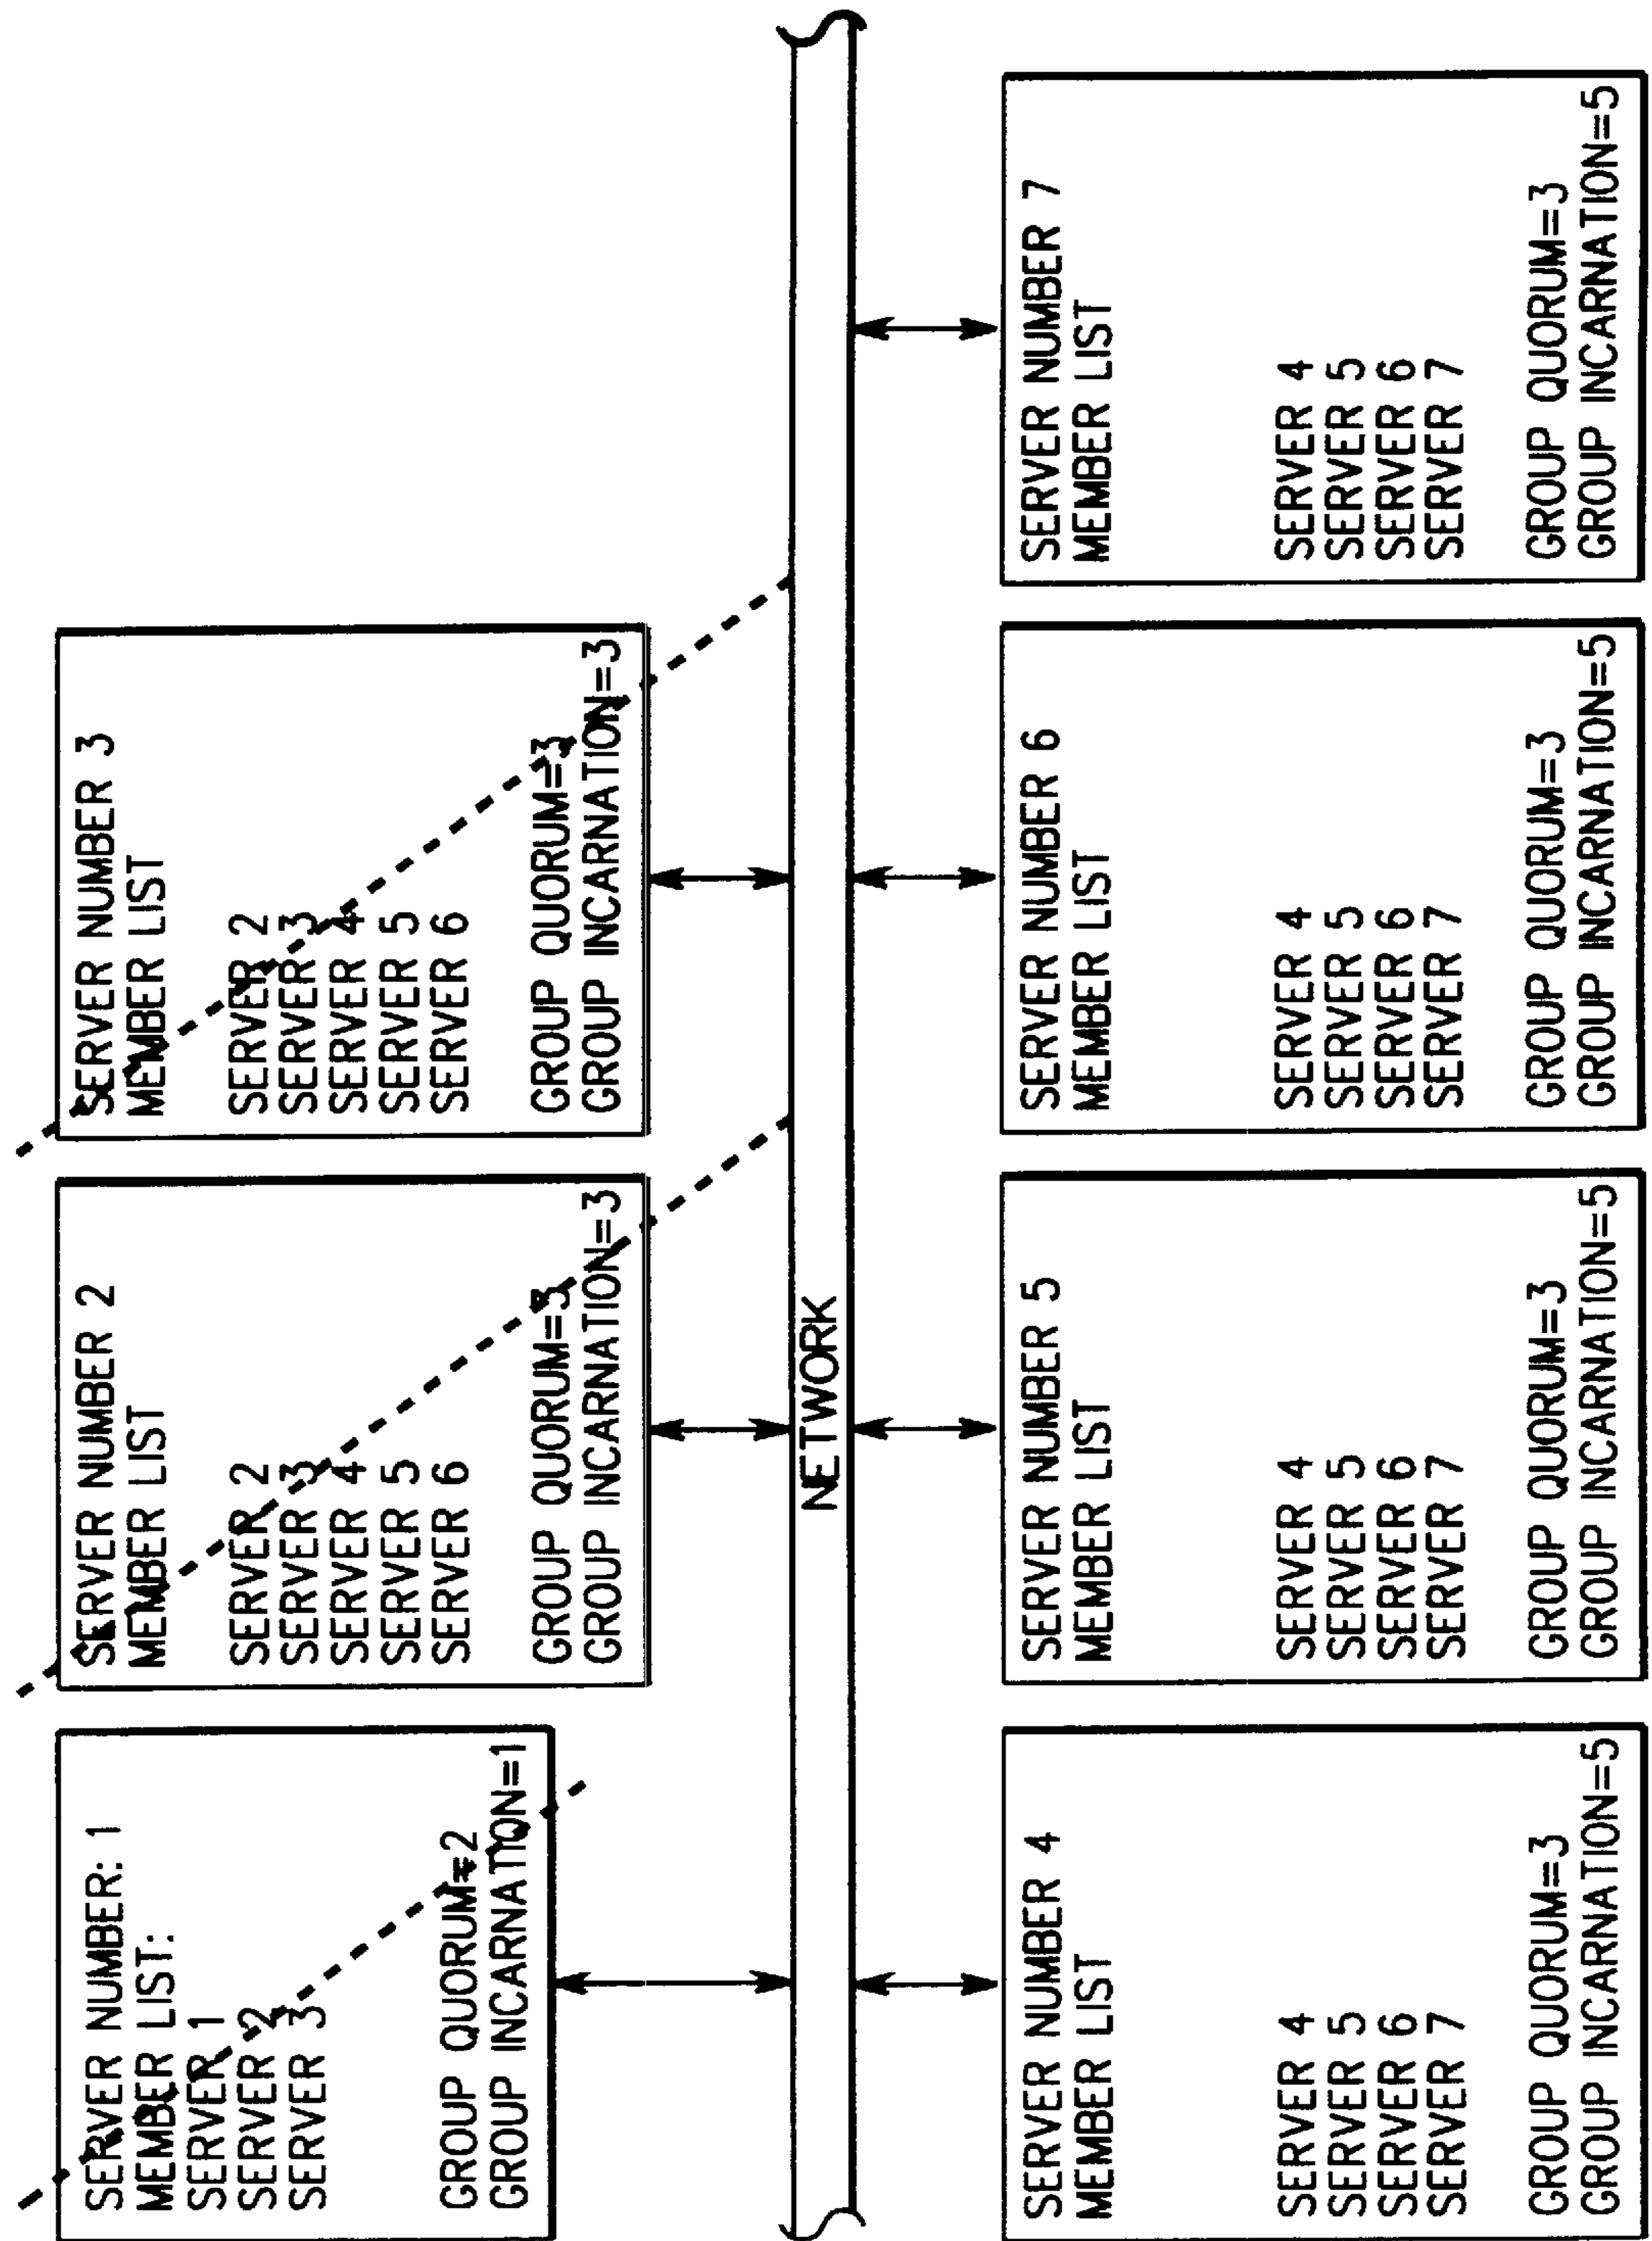 SERVER NUMBER: 1
MEMBER LIST:
SERVER 1
SERVER 2
SERVER 3
GROUP QUORUM=2
GROUP INCARNATION=1
SERVER NUMBER 2
MEMBER LIST
SERVER 2
SERVER 3
SERVER 4
SERVER 5
SERVER 6
GROUP QUORUM=3
GROUP INCARNATION=3
SERVER NUMBER 3
MEMBER LIST
SERVER 2
SERVER 3
SERVER 4
SERVER 5
SERVER 6
GROUP QUORUM=3
GROUP INCARNATION=3
NETWORK
SERVER NUMBER 4
MEMBER LIST
SERVER 4
SERVER 5
SERVER 6
SERVER 7
GROUP QUORUM=3
GROUP INCARNATION=5
SERVER NUMBER 5
MEMBER LIST
SERVER 4
SERVER 5
SERVER 6
SERVER 7
GROUP QUORUM=3
GROUP INCARNATION=5
SERVER NUMBER 6
MEMBER LIST
SERVER 4
SERVER 5
SERVER 6
SERVER 7
GROUP QUORUM=3
GROUP INCARNATION=5
SERVER NUMBER 7
MEMBER LIST
SERVER 4
SERVER 5
SERVER 6
SERVER 7
GROUP QUORUM=3
GROUP INCARNATION=5